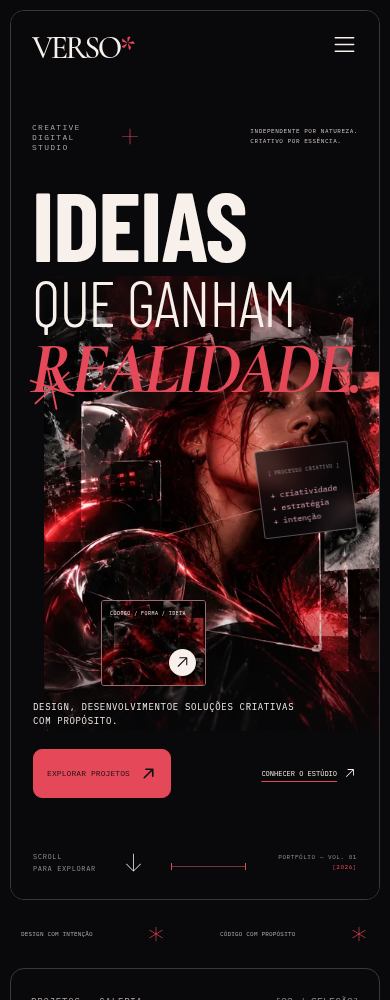 VERSO*
CREATIVE
DIGITAL
STUDIO
INDEPENDENTE POR NATUREZA.
CRIATIVO POR ESSÊNCIA.
IDEIAS
QUE GANHAM
REALIDADE.
[ PROCESSO CRIATIVO ]
+ criatividade
+ estratégia
+ intenção
CÓDIGO / FORMA / IDEIA
DESIGN, DESENVOLVIMENTOE SOLUÇÕES CRIATIVAS
COM PROPÓSITO.
EXPLORAR PROJETOS
CONHECER O ESTÚDIO
SCROLL
PARA EXPLORAR
PORTFÓLIO — VOL. 01
[2026]
DESIGN COM INTENÇÃO
CÓDIGO COM PROPÓSITO